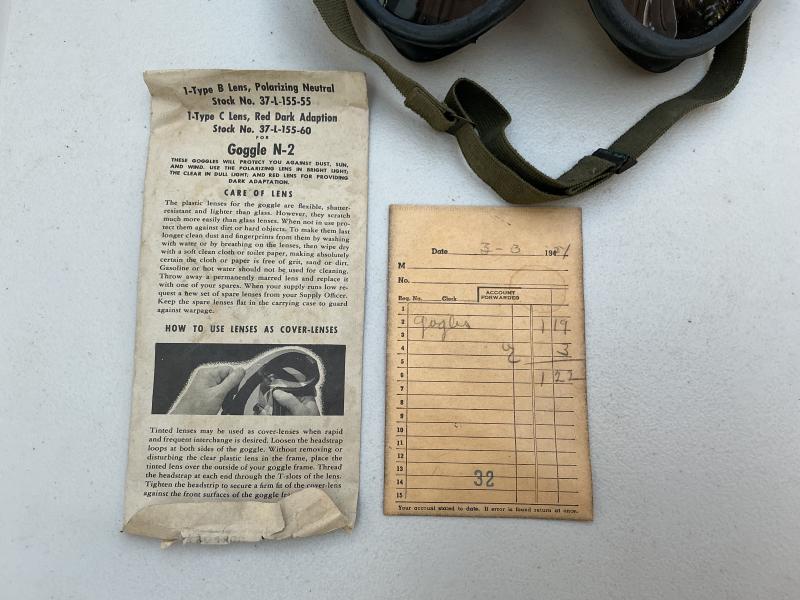 1-Type B Lens, Polarizing Neutral
Stock No. 37-L-155-55
1-Type C Lens, Red Dark Adaption
Stock No. 37-L-155-60
FOR
Goggle N-2
THESE GOGGLES WILL PROTECT YOU AGAINST DUST, SUN,
AND WIND. USE THE POLARIZING LENS IN BRIGHT LIGHT;
THE CLEAR IN DULL LIGHT; AND RED LENS FOR PROVIDING
DARK ADAPTATION.
CARE OF LENS
The plastic lenses for the goggle are flexible, shatter-
resistant and lighter than glass. However, they scratch
much more easily than glass lenses. When not in use pro-
tect them against dirt or hard objects. To make them last
longer clean dust and fingerprints from them by washing
with water or by breathing on the lenses, then wipe dry
with a soft clean cloth or toilet paper, making absolutely
certain the cloth or paper is free of grit, sand or dirt.
Gasoline or hot water should not be used for cleaning.
Throw away a permanently marred lens and replace it
with one of your spares. When your supply runs low re-
quest a new set of spare lenses from your Supply Officer.
Keep the spare lenses flat in the carrying case to guard
against warpage.
HOW TO USE LENSES AS COVER-LENSES
Tinted lenses may be used as cover-lenses when rapid
and frequent interchange is desired. Loosen the headstrap
loops at both sides of the goggle. Without removing or
disturbing the clear plastic lens in the frame, place the
tinted lens over the outside of your goggle frame. Thread
the headstrap at each end through the T-slots of the lens.
Tighten the headstrip to secure a firm fit of the cover-lens
against the front surfaces of the goggle
Date 3-3 194
M
No.
Reg. No. Clerk ACCOUNT FORWARDED
1
2 gogles 1 19
3
4 3
5
6 1 22
7
8
9
10
11
12
13
14 32
15
Your account stated to date. If error is found return at once.